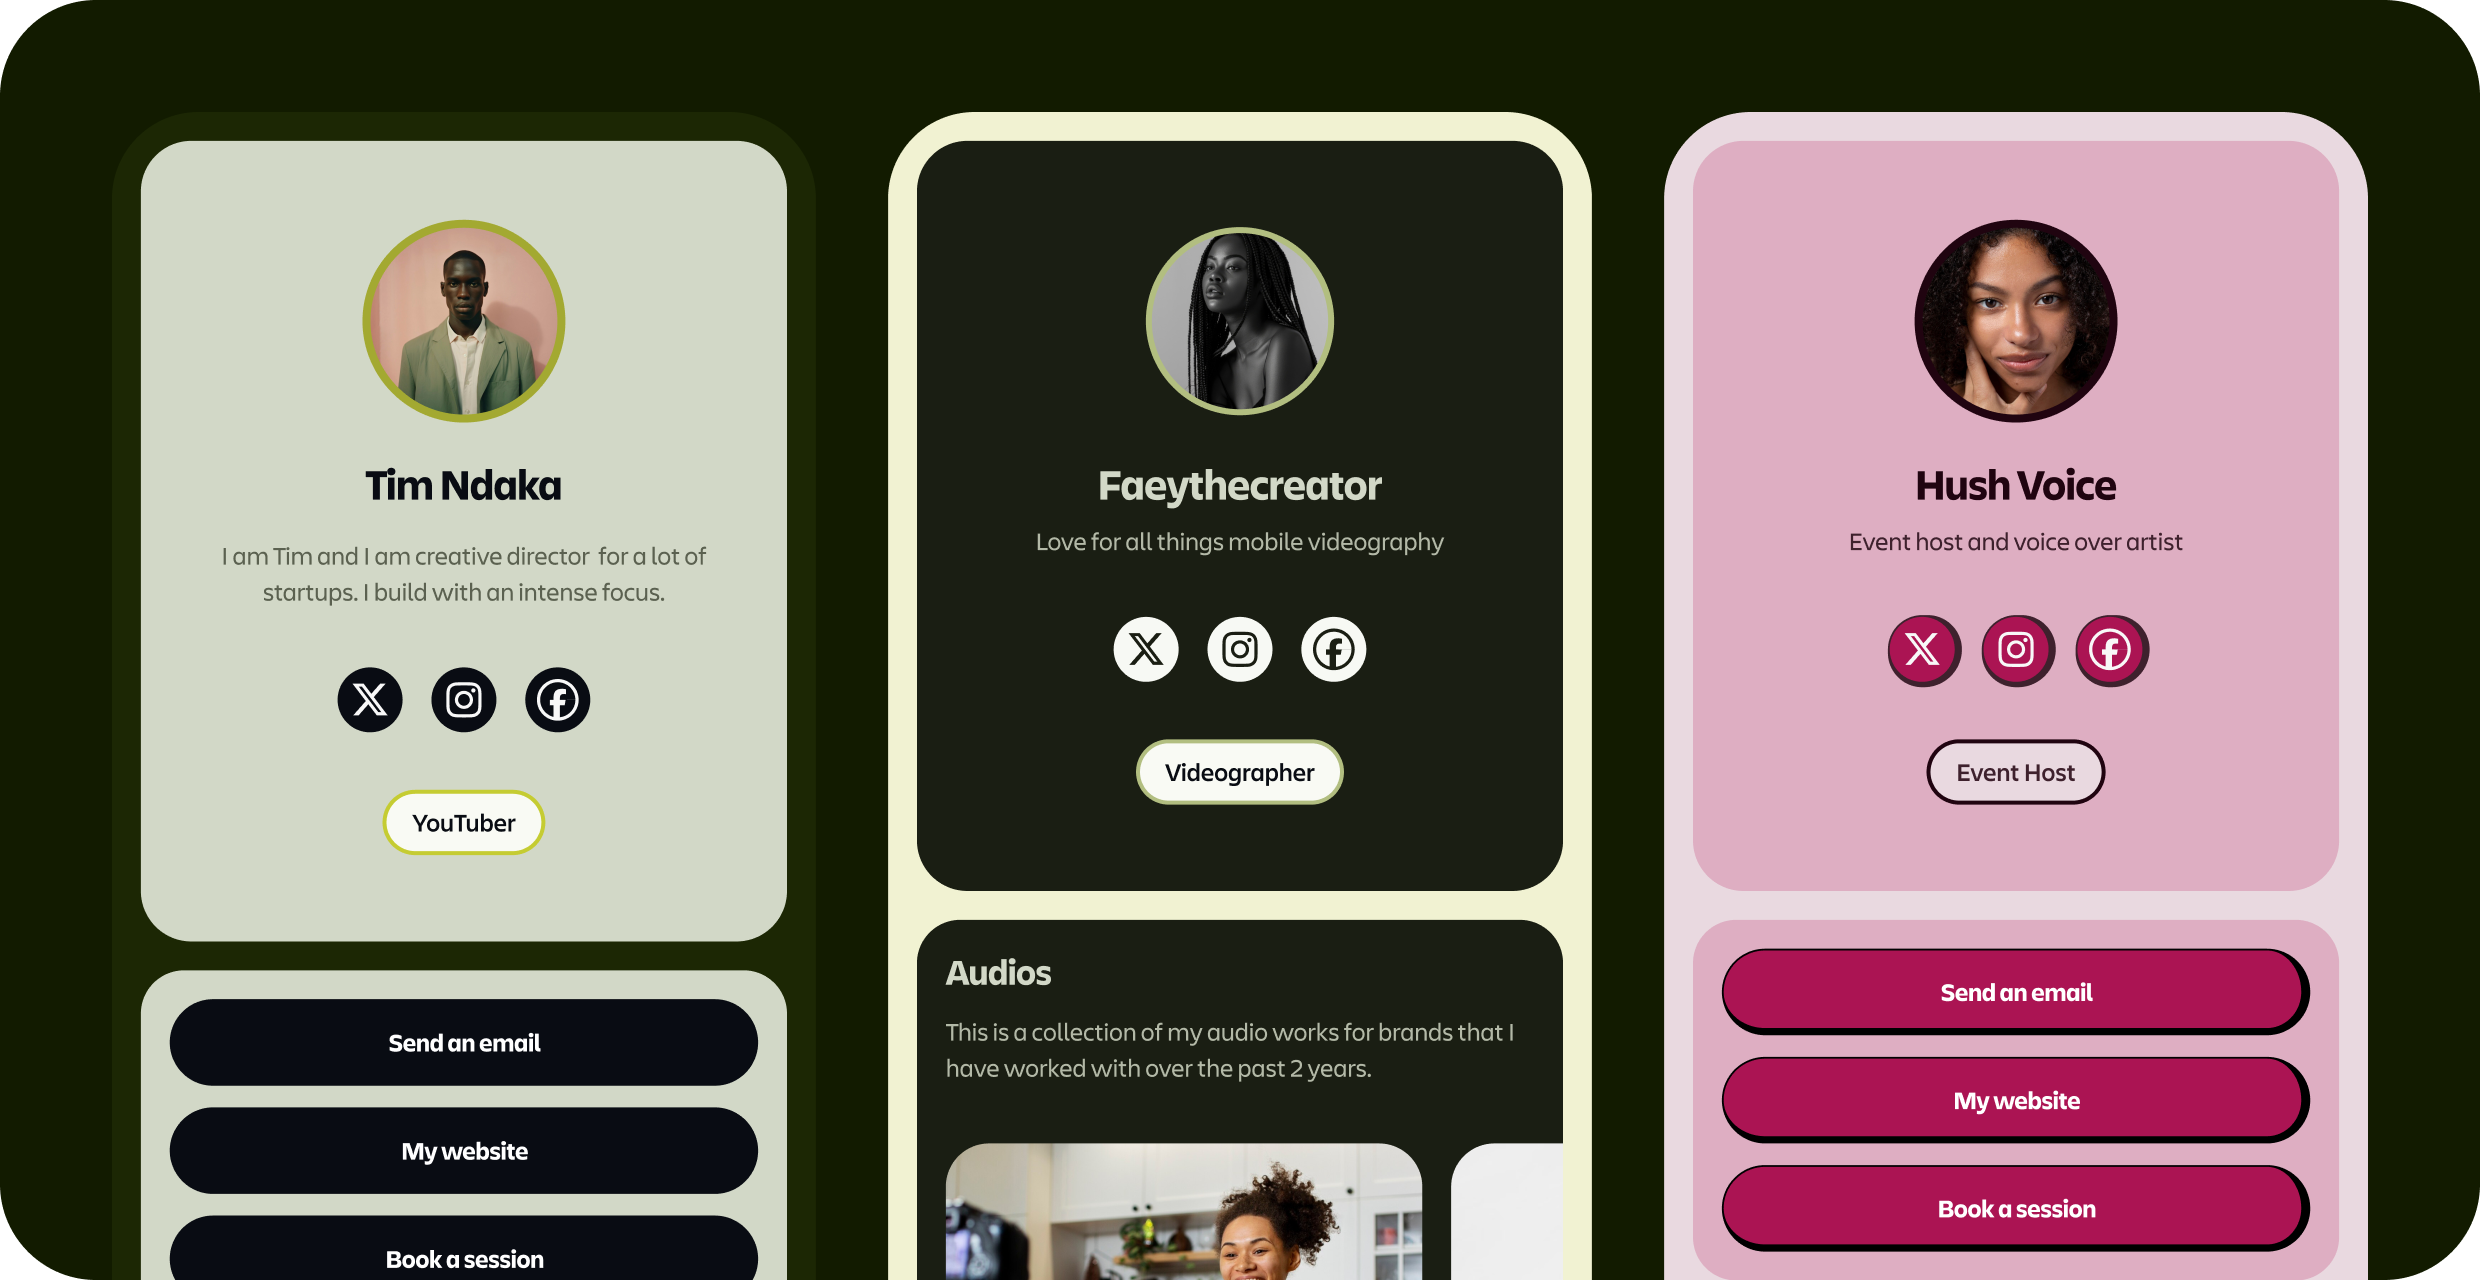 Tim Ndaka
I am Tim and I am creative director  for a lot of
startups. I build with an intense focus.
YouTuber
Send an email
My website
Book a session
Faeythecreator
Love for all things mobile videography
Videographer
Audios
This is a collection of my audio works for brands that I
have worked with over the past 2 years.
Hush Voice
Event host and voice over artist
Event Host
Send an email
My website
Book a session